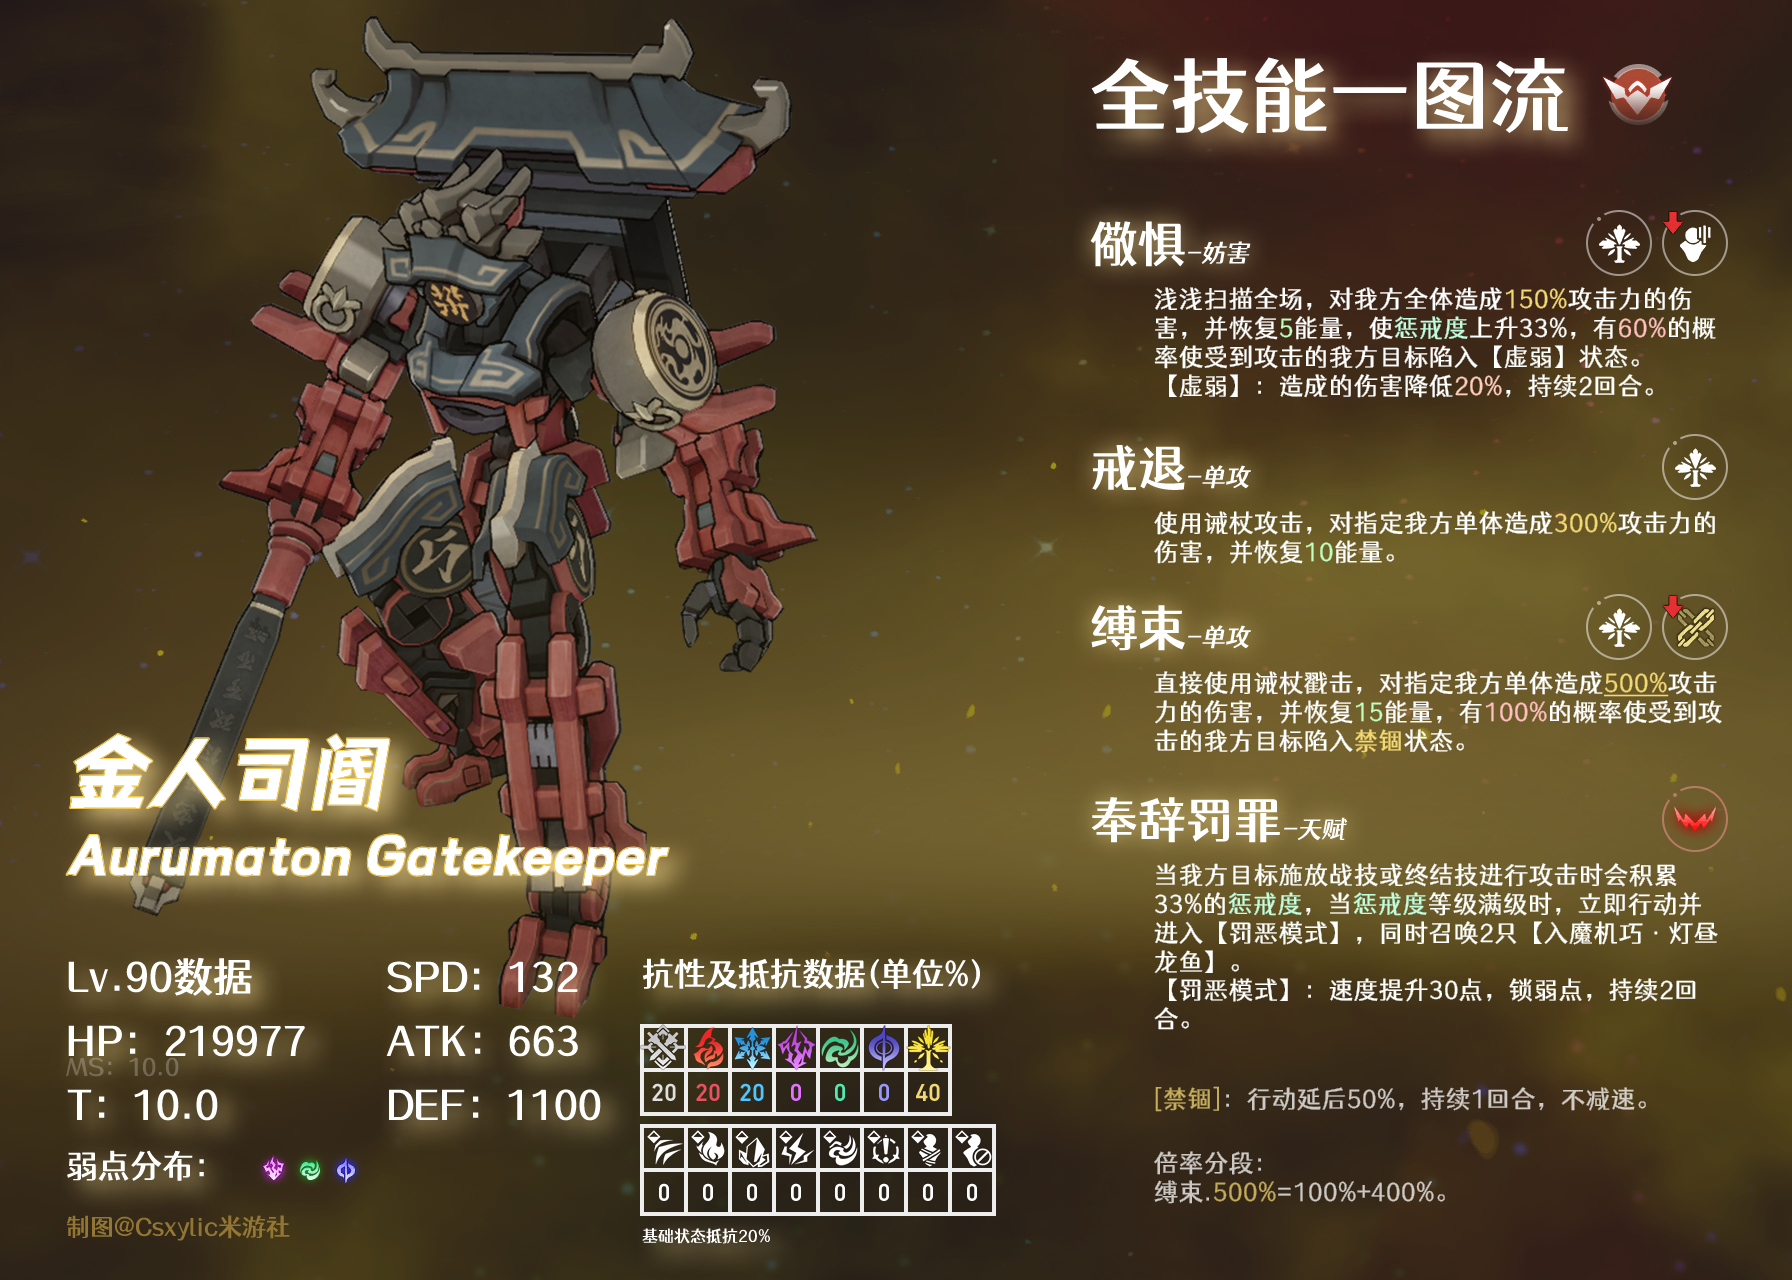 全技能一图流
儆惧-妨害
浅浅扫描全场，对我方全体造成150%攻击力的伤
害，并恢复5能量，使惩戒度上升33%，有60%的概
率使受到攻击的我方目标陷入【虚弱】状态。
【虚弱】：造成的伤害降低20%，持续2回合。
戒退-单攻
使用诫杖攻击，对指定我方单体造成300%攻击力的
伤害，并恢复10能量。
缚束-单攻
直接使用诫杖戳击，对指定我方单体造成500%攻击
力的伤害，并恢复15能量，有100%的概率使受到攻
击的我方目标陷入禁锢状态。
奉辞罚罪-天赋
当我方目标施放战技或终结技进行攻击时会积累
33%的惩戒度，当惩戒度等级满级时，立即行动并
进入【罚恶模式】，同时召唤2只【入魔机巧·灯昼
龙鱼】。
【罚恶模式】：速度提升30点，锁弱点，持续2回
合。
[禁锢]：行动延后50%，持续1回合，不减速。
倍率分段：
缚束.500%=100%+400%。
金人司阍
Aurumaton Gatekeeper
Lv.90数据
SPD： 132
HP： 219977
ATK： 663
MS： 10.0
T： 10.0
DEF： 1100
弱点分布：
制图@Csxylic米游社
抗性及抵抗数据(单位%)
20 20 20 0 0 0 40
0 0 0 0 0 0 0 0
基础状态抵抗20%